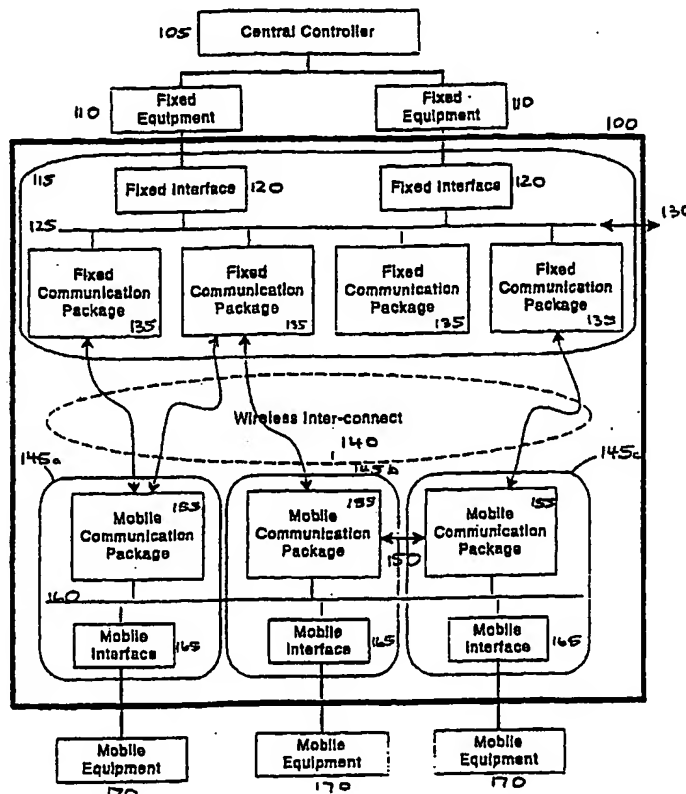 105 Central Controller
110 Fixed Equipment
Fixed Equipment 110
100
115
Fixed Interface 120
Fixed Interface 120
130
125
Fixed Communication Package 135
Fixed Communication Package 135
Fixed Communication Package 135
Fixed Communication Package 135
Wireless Inter-connect
140
145a
145b
145c
155
Mobile Communication Package
155
Mobile Communication Package
155
Mobile Communication Package
150
160
Mobile Interface 165
Mobile Interface 165
Mobile Interface 165
Mobile Equipment
Mobile Equipment
Mobile Equipment
170
170
170